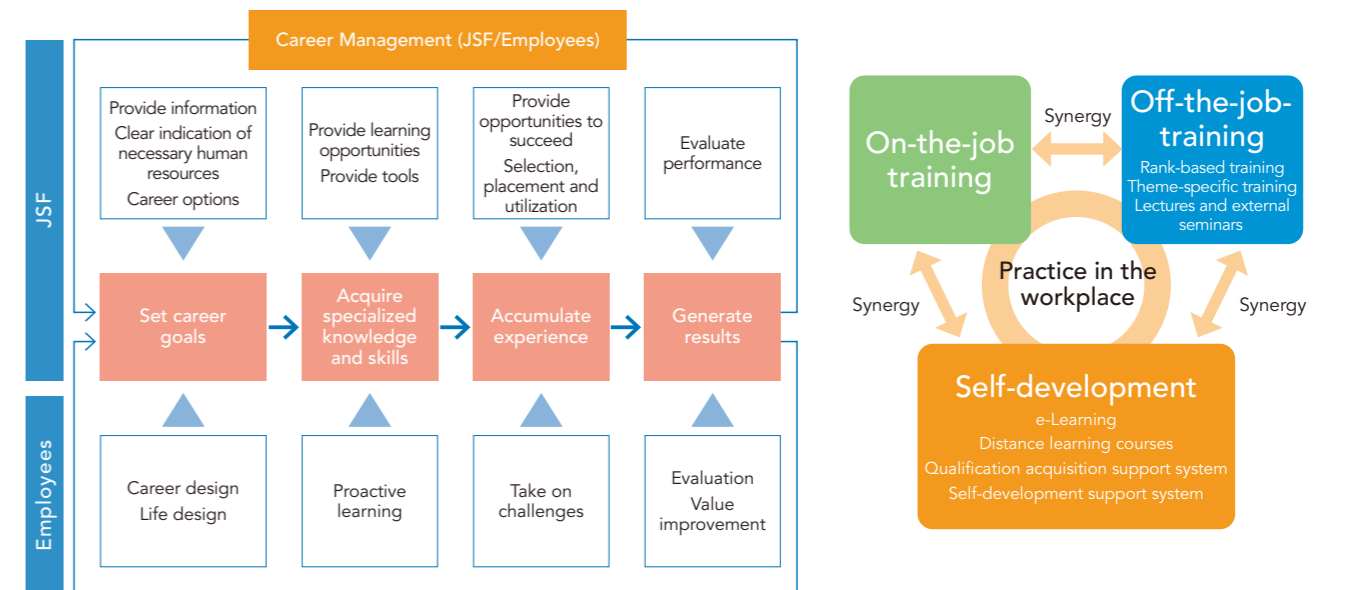 Career Management (JSF/Employees)
JSF
Provide information
Clear indication of
necessary human
resources
Career options
Provide learning
opportunities
Provide tools
Provide
opportunities to
succeed
Selection,
placement and
utilization
Evaluate
performance
Set career
goals
Acquire
specialized
knowledge
and skills
Accumulate
experience
Generate
results
Employees
Career design
Life design
Proactive
learning
Take on
challenges
Evaluation
Value
improvement
On-the-job
training
Synergy
Off-the-job-
training
Rank-based training
Theme-specific training
Lectures and external
seminars
Practice in the
workplace
Synergy
Synergy
Self-development
e-Learning
Distance learning courses
Qualification acquisition support system
Self-development support system